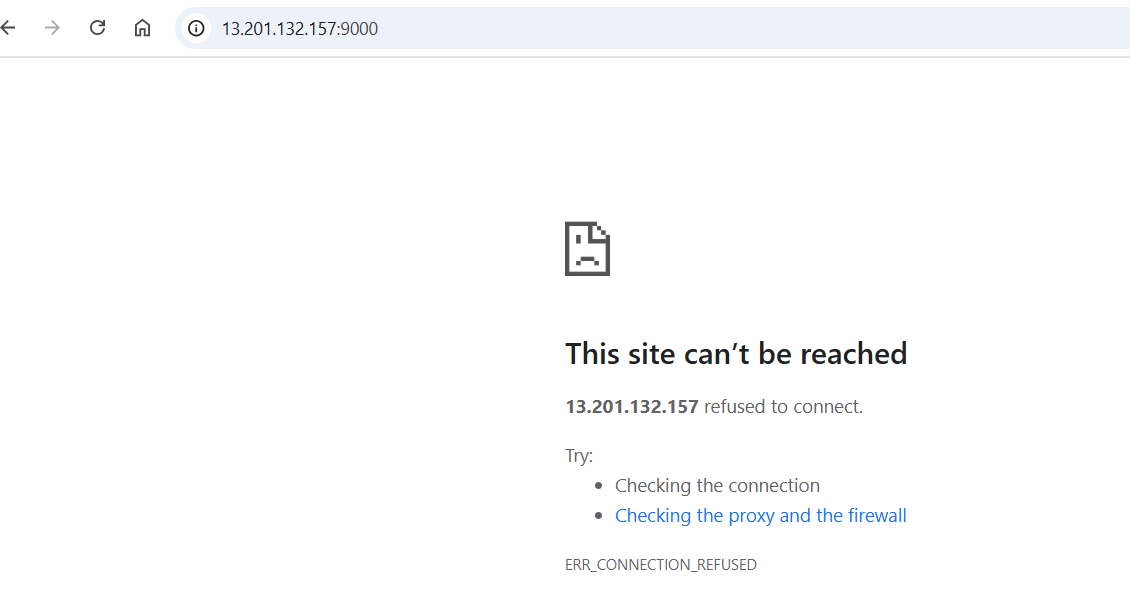 13.201.132.157:9000
This site can’t be reached
13.201.132.157 refused to connect.
Try:
• Checking the connection
• Checking the proxy and the firewall
ERR_CONNECTION_REFUSED